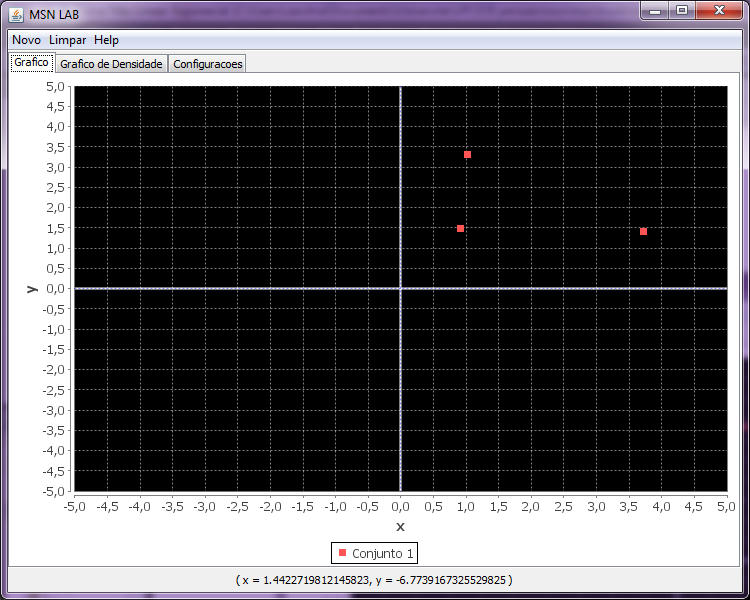 MSN LAB
Novo Limpar Help
Grafico Grafico de Densidade Configuracoes
5,0
4,5
4,0
3,5
3,0
2,5
2,0
1,5
1,0
0,5
0,0
-0,5
-1,0
-1,5
-2,0
-2,5
-3,0
-3,5
-4,0
-4,5
-5,0
y
-5,0 -4,5 -4,0 -3,5 -3,0 -2,5 -2,0 -1,5 -1,0 -0,5 0,0 0,5 1,0 1,5 2,0 2,5 3,0 3,5 4,0 4,5 5,0
x
Conjunto 1
( x = 1.4422719812145823, y = -6.7739167325529825 )